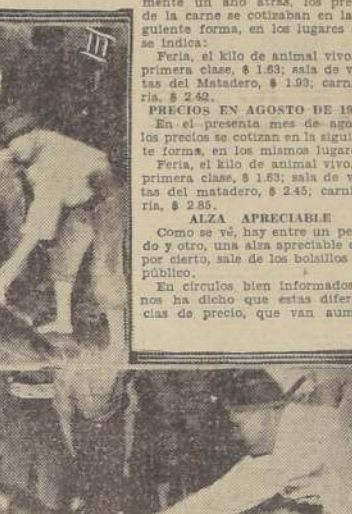 III
mente un año atrás, los pre
de la carne se cotizaban en la
guiente forma, en los lugares
se indica:
Feria, el kilo de animal vivo,
primera clase, $ 1.63; sala de v
tas del Matadero, $ 1.93; carn
ría, $ 2.42.
PRECIOS EN AGOSTO DE 19
En el presenta mes de ago
los precios se cotizan en la sigui
te forma, en los mismos lugare
Feria, el kilo de animal vivo,
primera clase, $ 1.63; sala de v
tas del matadero, $ 2.45; carni
ría, $ 2.85.
ALZA APRECIABLE
Como se vé, hay entre un pe
do y otro, una alza apreciable
por cierto, sale de los bolsillos
público.
En círculos bien informados
nos ha dicho que estas difer
cias de precio, que van aum